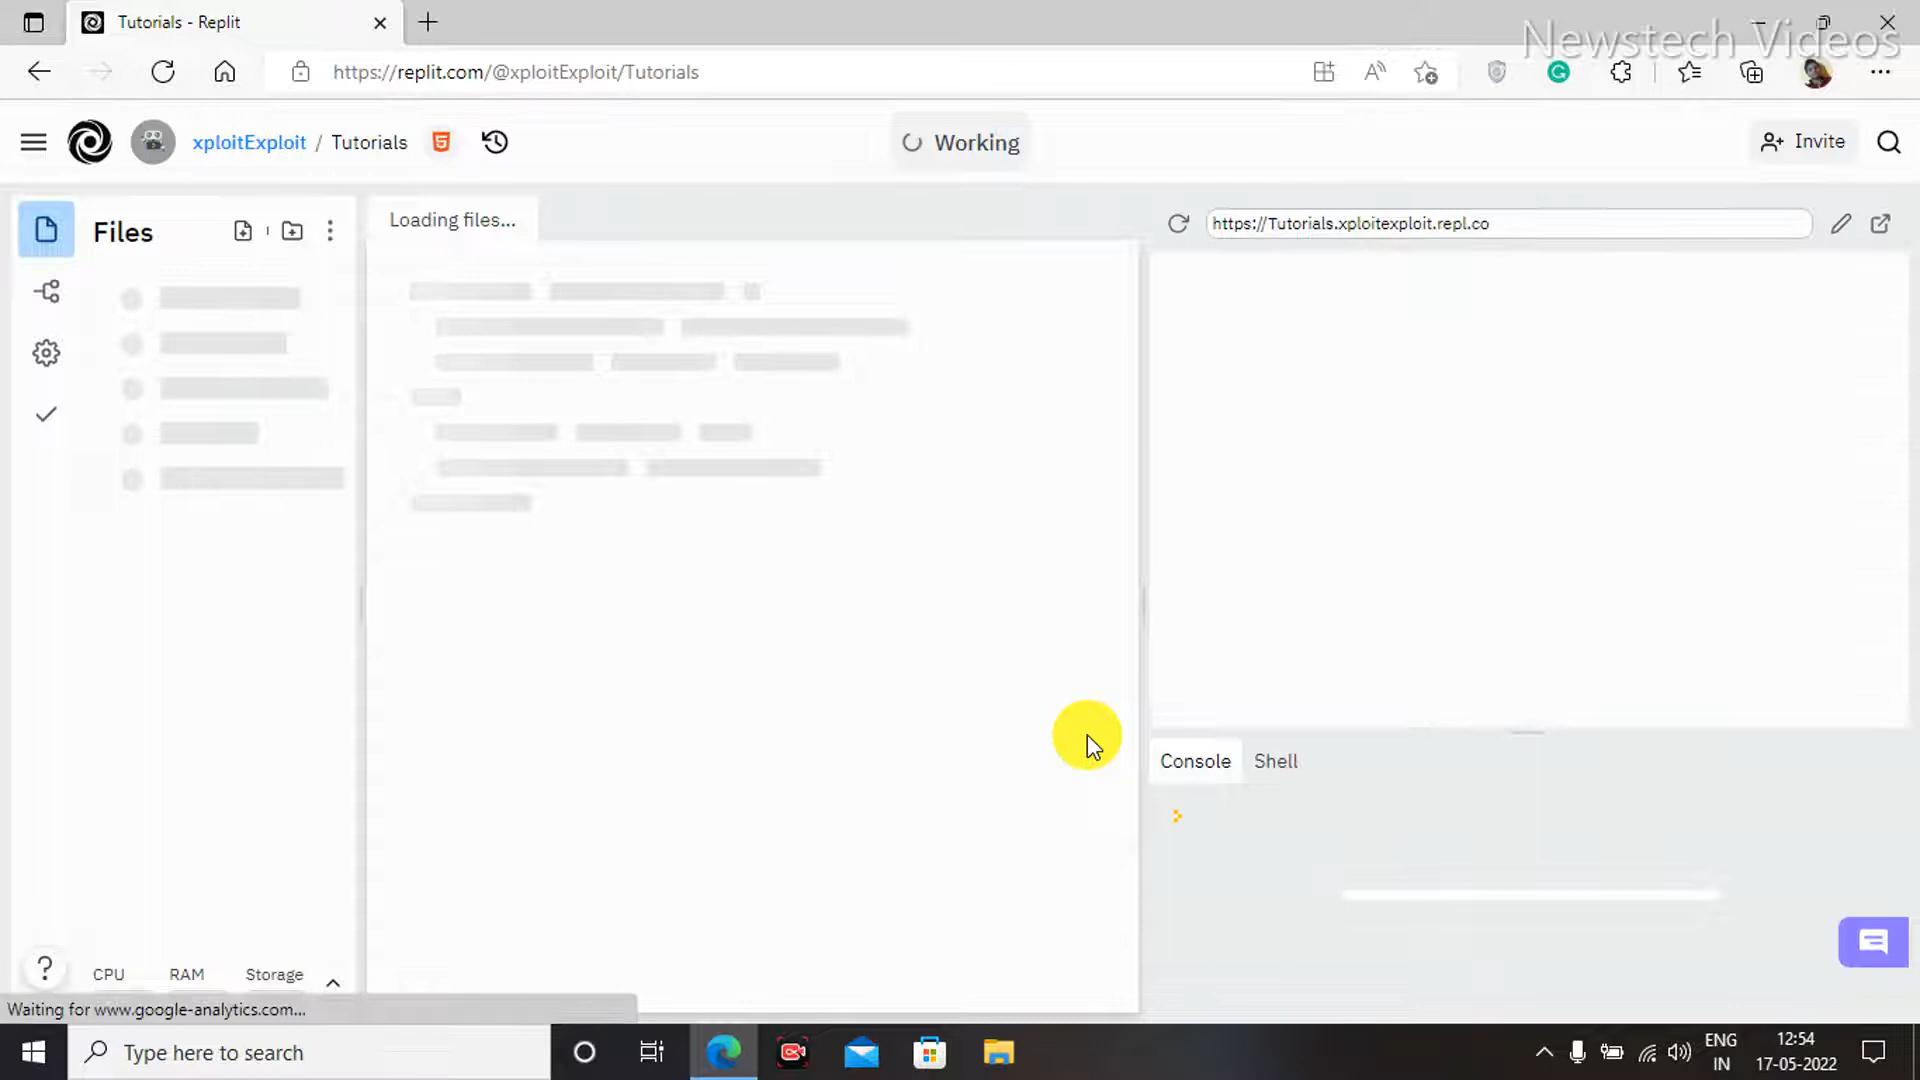 Tutorials - Replit
Newstech Videos
https://replit.com/@xploitExploit/Tutorials
xploitExploit / Tutorials
Working
Invite
Files
Loading files...
https://Tutorials.xploitexploit.repl.co
Console Shell
CPU RAM Storage
Waiting for www.google-analytics.com...
Type here to search
ENG
IN
12:54
17-05-2022